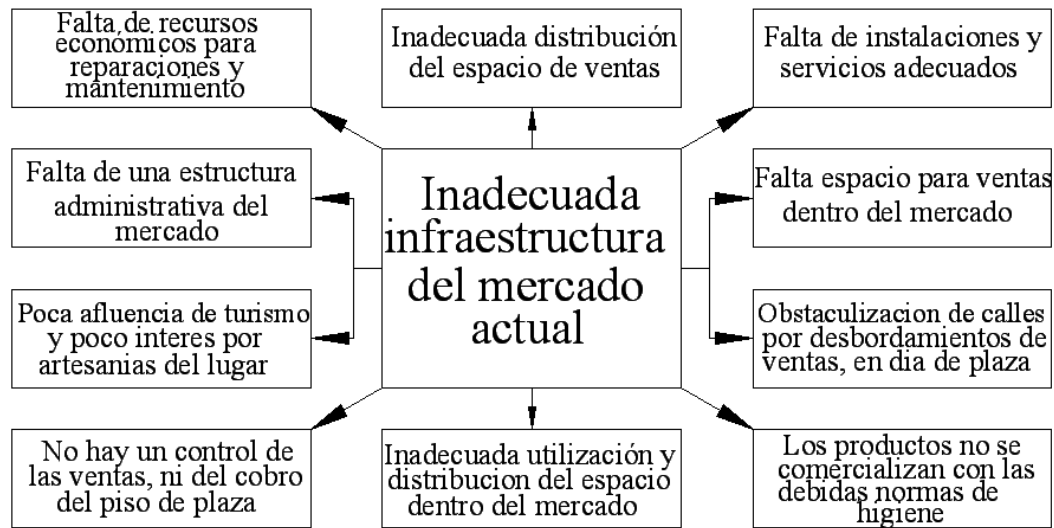 Falta de recursos
económicos para
reparaciones y
mantenimiento
Inadecuada distribución
del espacio de ventas
Falta de instalaciones y
servicios adecuados
Falta de una estructura
administrativa del
mercado
Inadecuada
infraestructura
del mercado
actual
Falta espacio para ventas
dentro del mercado
Poca afluencia de turismo
y poco interes por
artesanias del lugar
Obstaculizacion de calles
por desbordamientos de
ventas, en dia de plaza
No hay un control de
las ventas, ni del cobro
del piso de plaza
Inadecuada utilización y
distribucion del espacio
dentro del mercado
Los productos no se
comercializan con las
debidas normas de
higiene